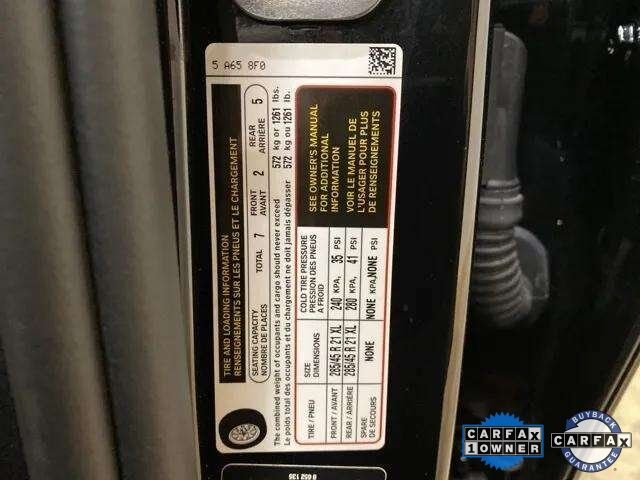 5 A65 8F0
TIRE AND LOADING INFORMATION
RENSEIGNEMENTS SUR LES PNEUS ET LE CHARGEMENT
SEATING CAPACITY TOTAL 7 FRONT 2 REAR 5
NOMBRE DE PLACES AVANT ARRIÈRE
The combined weight of occupants and cargo should never exceed 572 kg or 1261 lbs.
Le poids total des occupants et du chargement ne doit jamais dépasser 572 kg ou 1261 lb.
TIRE / PNEU SIZE DIMENSIONS COLD TIRE PRESSURE PRESSION DES PNEUS A FROID
FRONT / AVANT 285/45 R 21 XL 240 KPA, 35 PSI
REAR / ARRIÈRE 285/45 R 21 XL 280 KPA, 41 PSI
SPARE DE SECOURS NONE NONE KPA, NONE PSI
SEE OWNER'S MANUAL
FOR ADDITIONAL
INFORMATION
VOIR LE MANUEL DE
L'USAGER POUR PLUS
DE RENSEIGNEMENTS
0 652 135
CARFAX
1OWNER
BUYBACK
CARFAX
GUARANTEE